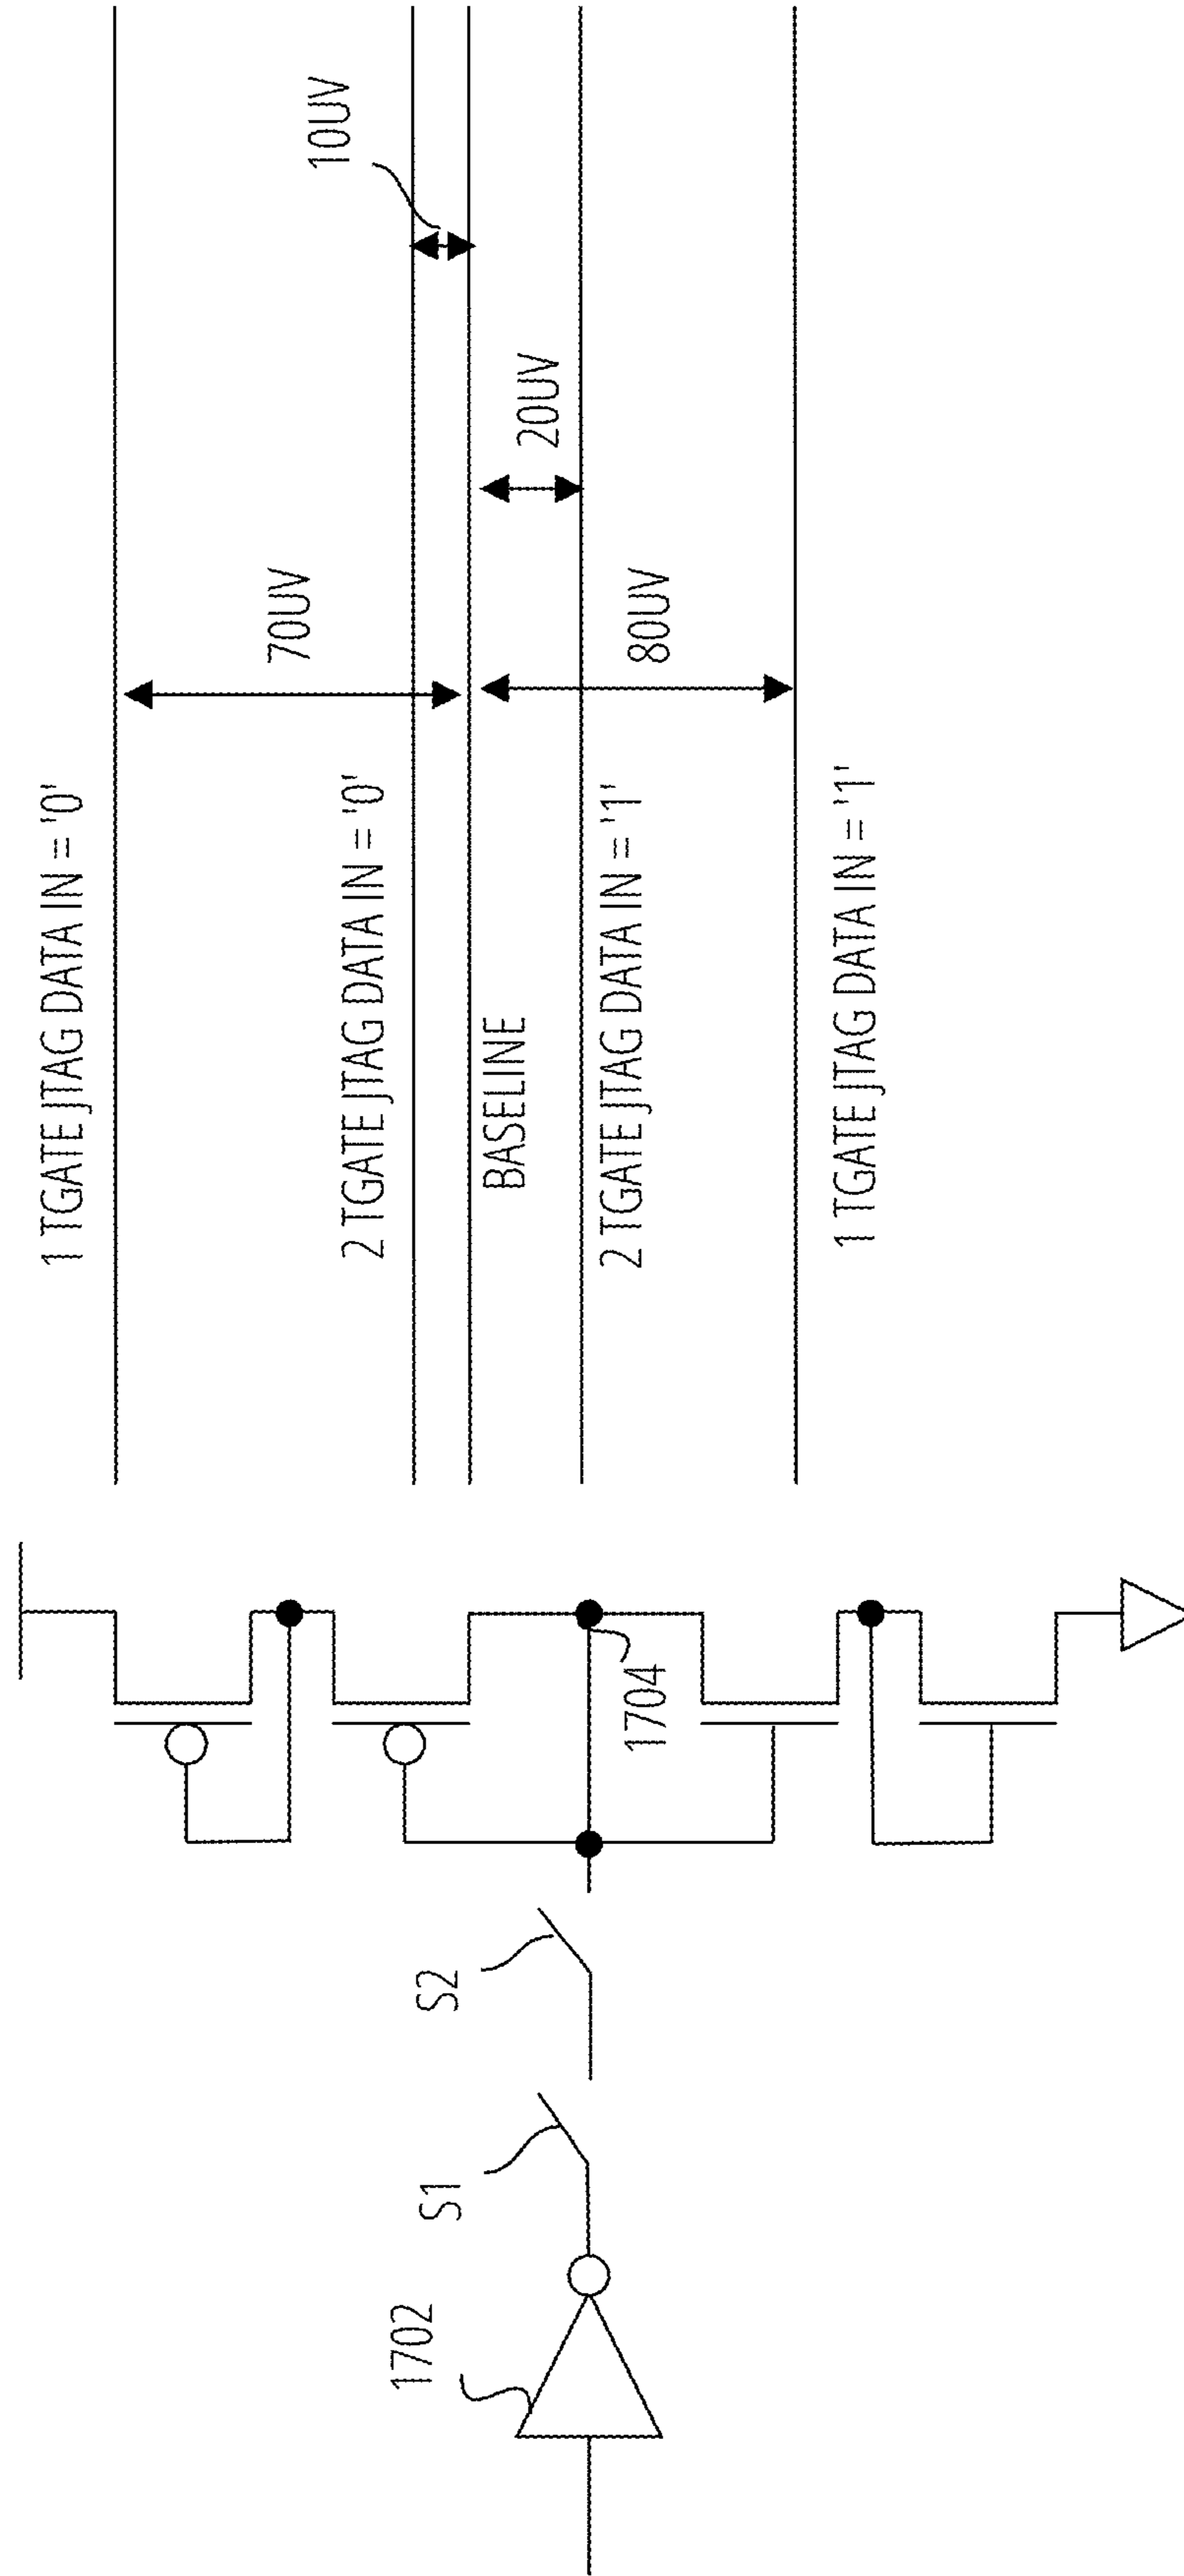 1 TGATE JTAG DATA IN = '0'
70UV
2 TGATE JTAG DATA IN = '0'
10UV
BASELINE
20UV
2 TGATE JTAG DATA IN = '1'
80UV
1 TGATE JTAG DATA IN = '1'
1702
S1
S2
1704